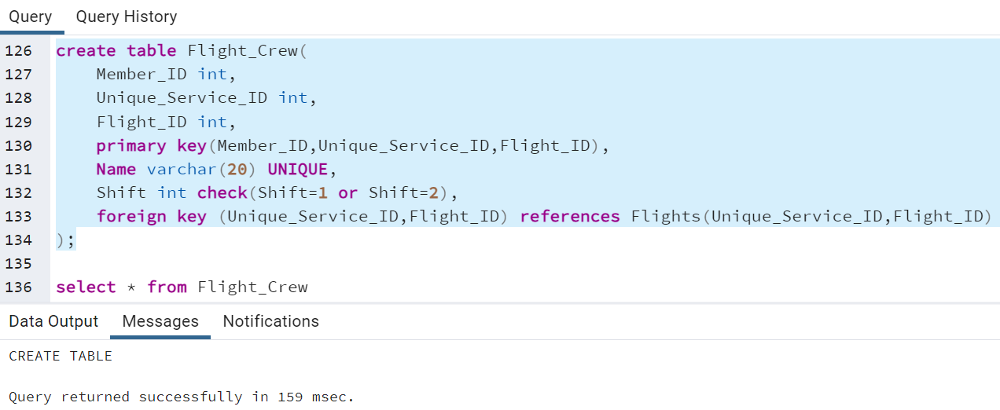 Query Query History
126 create table Flight_Crew(
127 Member_ID int,
128 Unique_Service_ID int,
129 Flight_ID int,
130 primary key(Member_ID,Unique_Service_ID,Flight_ID),
131 Name varchar(20) UNIQUE,
132 Shift int check(Shift=1 or Shift=2),
133 foreign key (Unique_Service_ID,Flight_ID) references Flights(Unique_Service_ID,Flight_ID)
134 );
135
136 select * from Flight_Crew
Data Output Messages Notifications
CREATE TABLE
Query returned successfully in 159 msec.